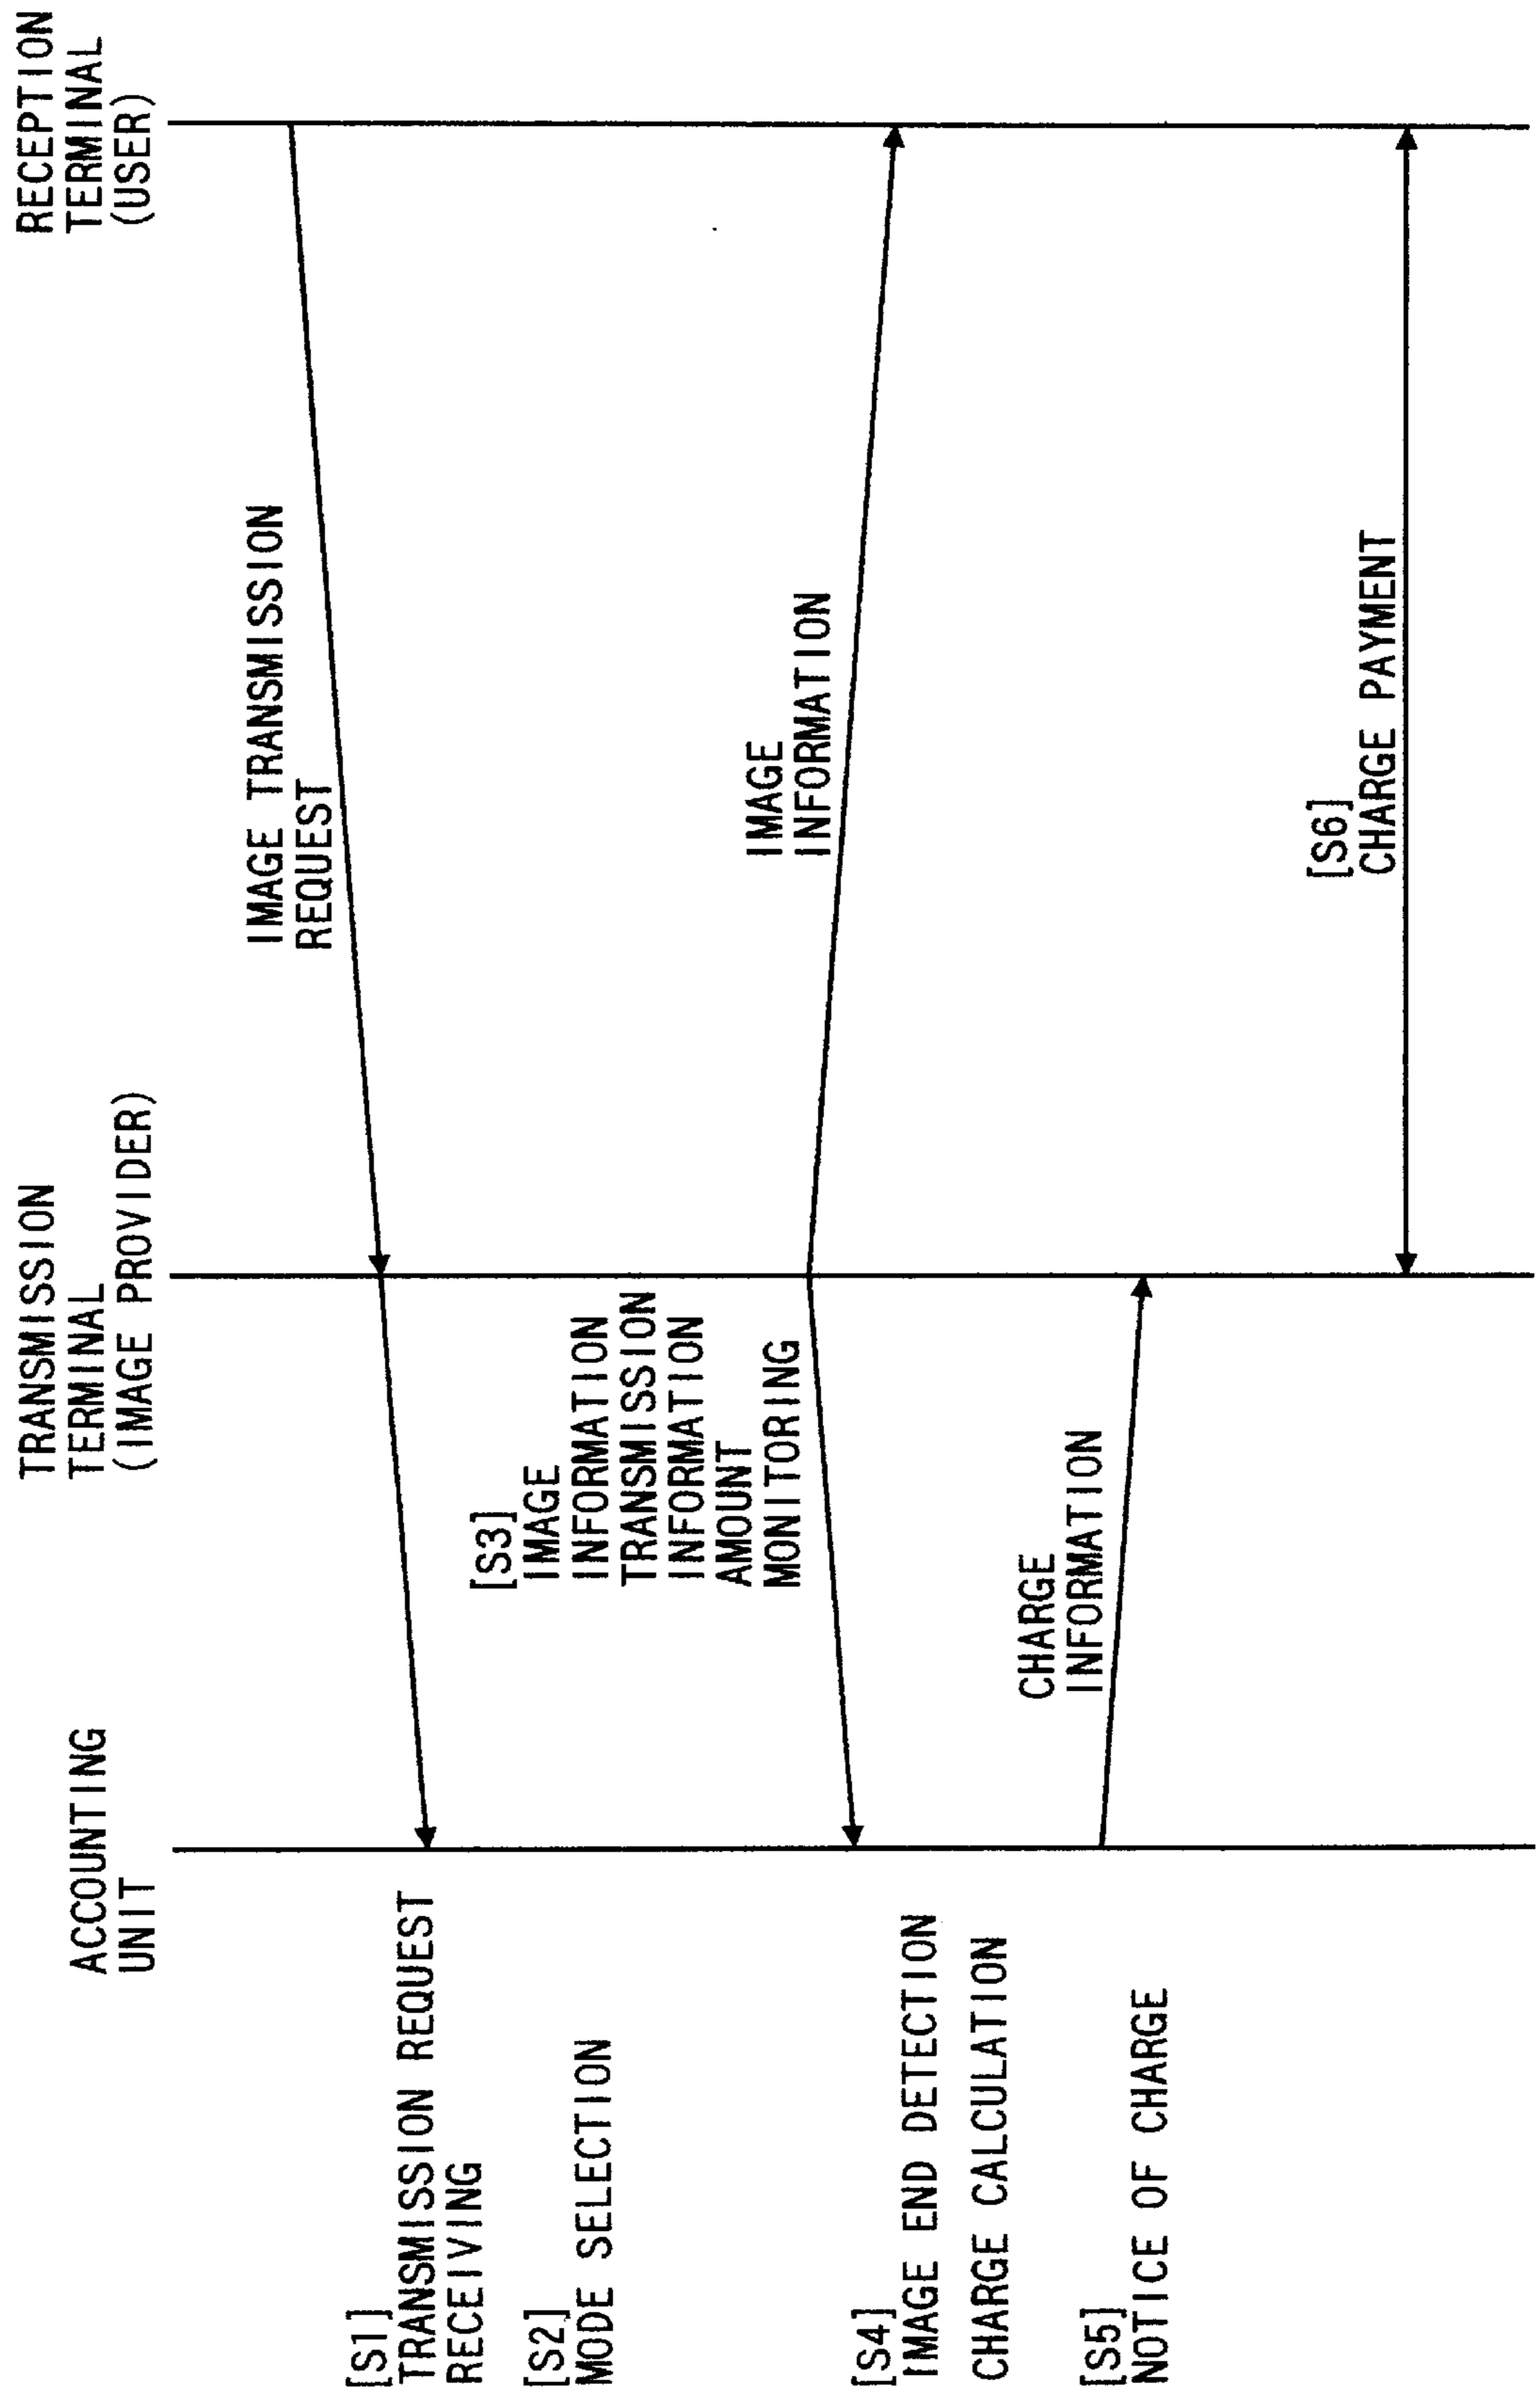 ACCOUNTING
UNIT
TRANSMISSION
TERMINAL
(IMAGE PROVIDER)
RECEPTION
TERMINAL
(USER)
IMAGE TRANSMISSION
REQUEST
[S1]
TRANSMISSION REQUEST
RECEIVING
[S2]
MODE SELECTION
[S3]
IMAGE
INFORMATION
TRANSMISSION
INFORMATION
AMOUNT
MONITORING
IMAGE
INFORMATION
[S4]
IMAGE END DETECTION
CHARGE CALCULATION
CHARGE
INFORMATION
[S5]
NOTICE OF CHARGE
[S6]
CHARGE PAYMENT